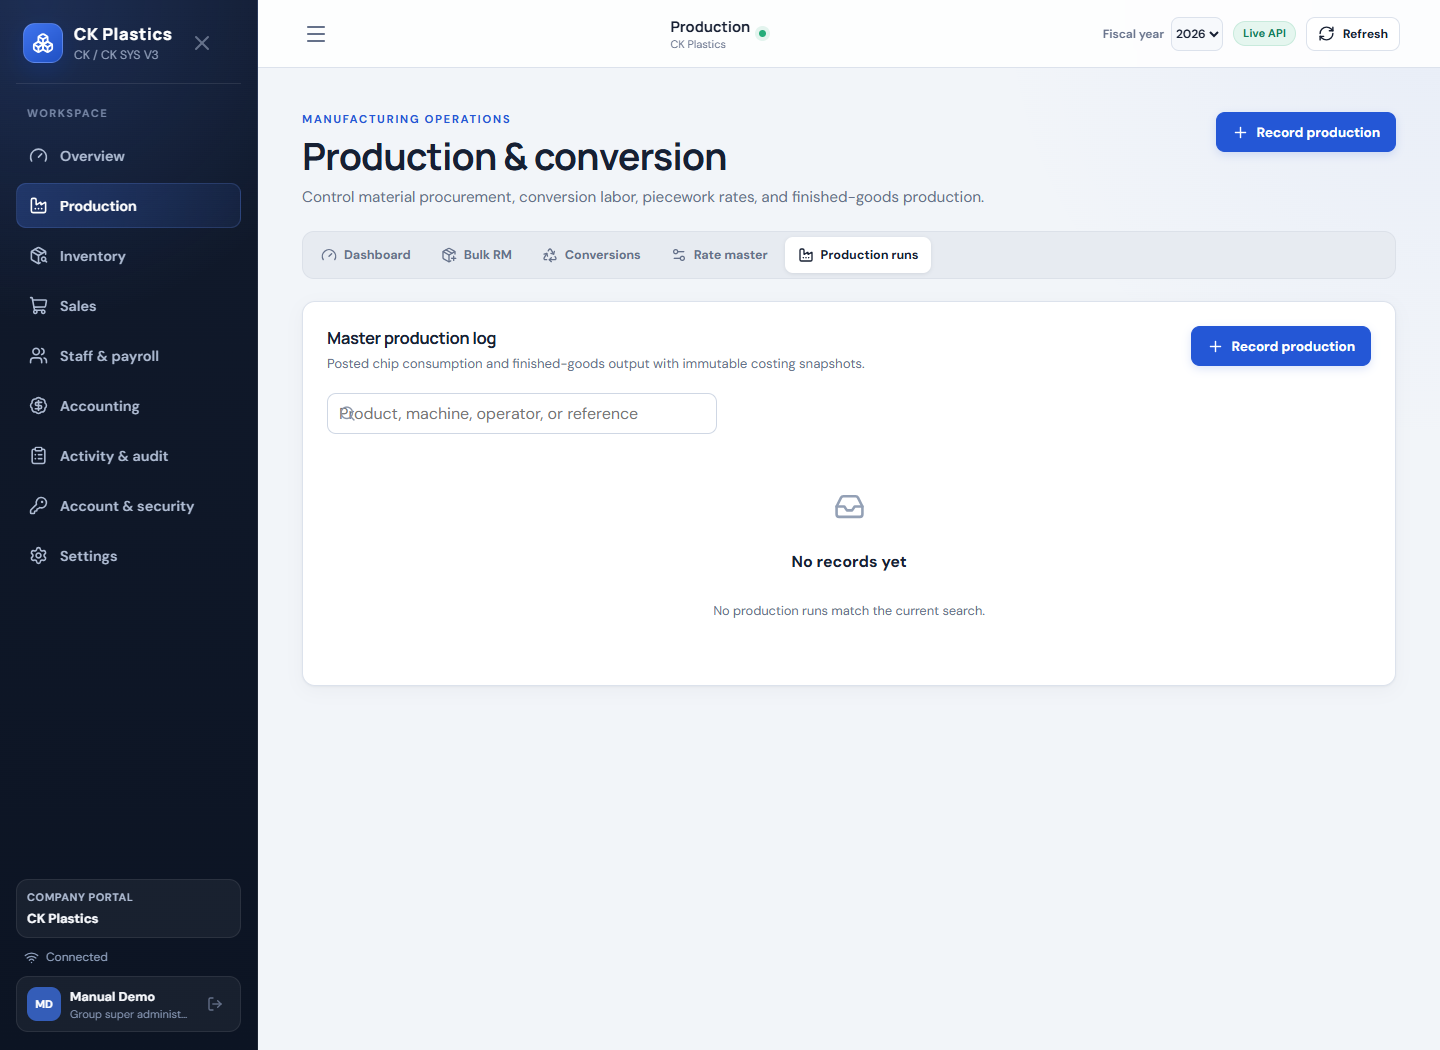 CK Plastics
CK / CK SYS V3
WORKSPACE
Overview
Production
Inventory
Sales
Staff & payroll
Accounting
Activity & audit
Account & security
Settings
COMPANY PORTAL
CK Plastics
Connected
MD
Manual Demo
Group super administ...
Production
CK Plastics
Fiscal year 2026
Live API
Refresh
MANUFACTURING OPERATIONS
Production & conversion
Control material procurement, conversion labor, piecework rates, and finished-goods production.
Record production
Dashboard Bulk RM Conversions Rate master Production runs
Master production log
Posted chip consumption and finished-goods output with immutable costing snapshots.
Record production
Product, machine, operator, or reference
No records yet
No production runs match the current search.